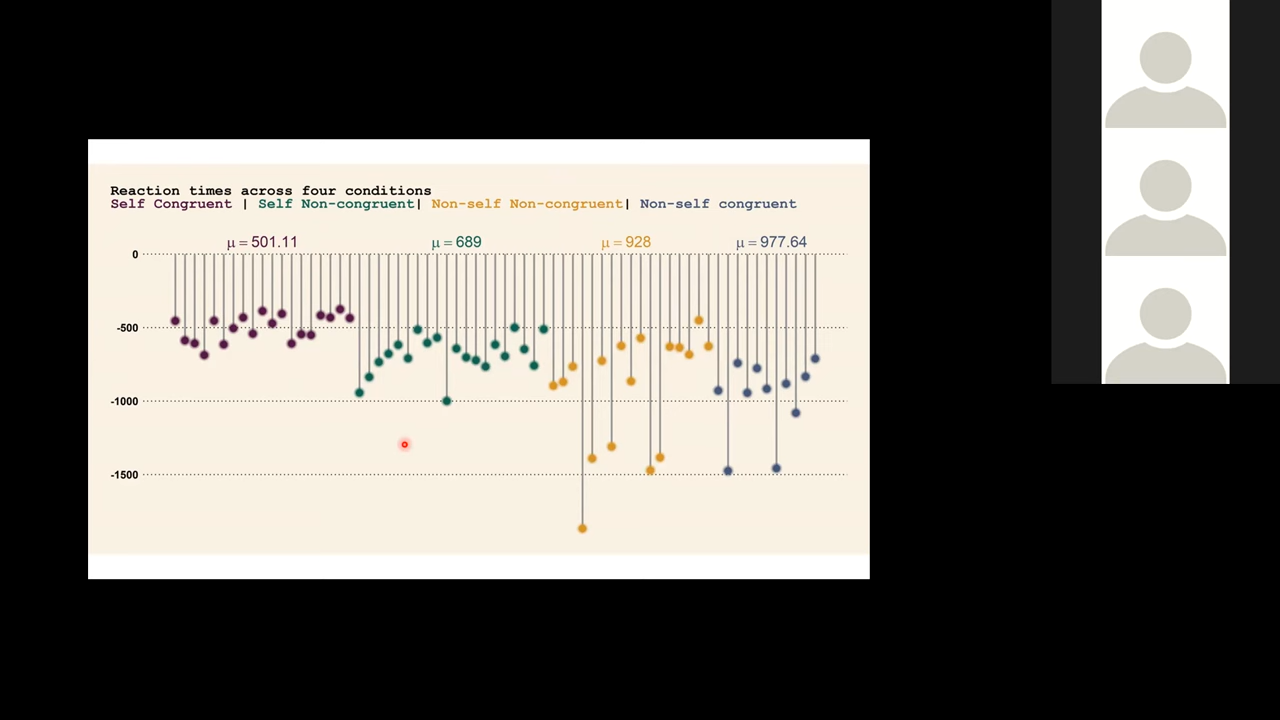 Reaction times across four conditions
Self Congruent | Self Non-congruent| Non-self Non-congruent| Non-self congruent
μ = 501.11 μ = 689 μ = 928 μ = 977.64
0
-500
-1000
-1500